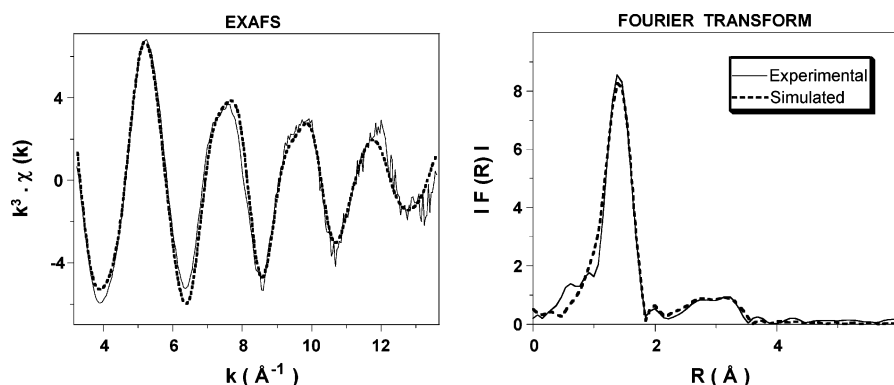 EXAFS
k³ . χ (k)
4
0
-4
4 6 8 10 12
k ( Å⁻¹ )
FOURIER TRANSFORM
I F (R) I
8
6
4
2
0
0 2 4
R ( Å )
Experimental
Simulated